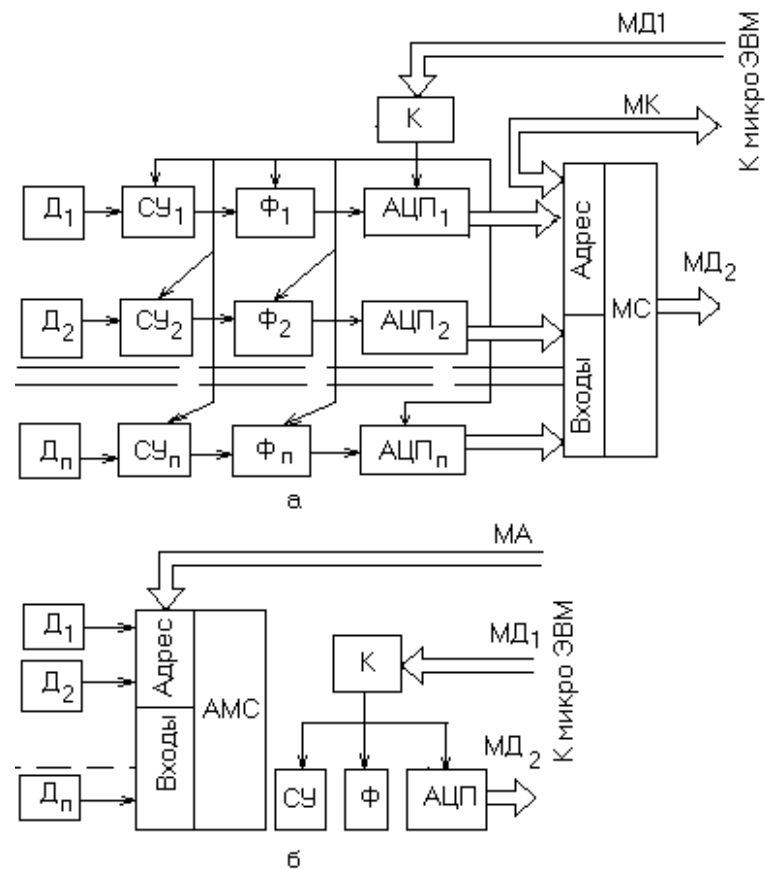 МД1
К микро ЭВМ
К
МК
Д1 СУ1 Ф1 АЦП1
Адрес
МД2
Д2 СУ2 Ф2 АЦП2
МС
Входы
Дп СУп Фп АЦПп
а
МА
Д1
Адрес
К
МД1
К микро ЭВМ
Д2
АМС
Входы
МД2
Дп
СУ Ф АЦП
б